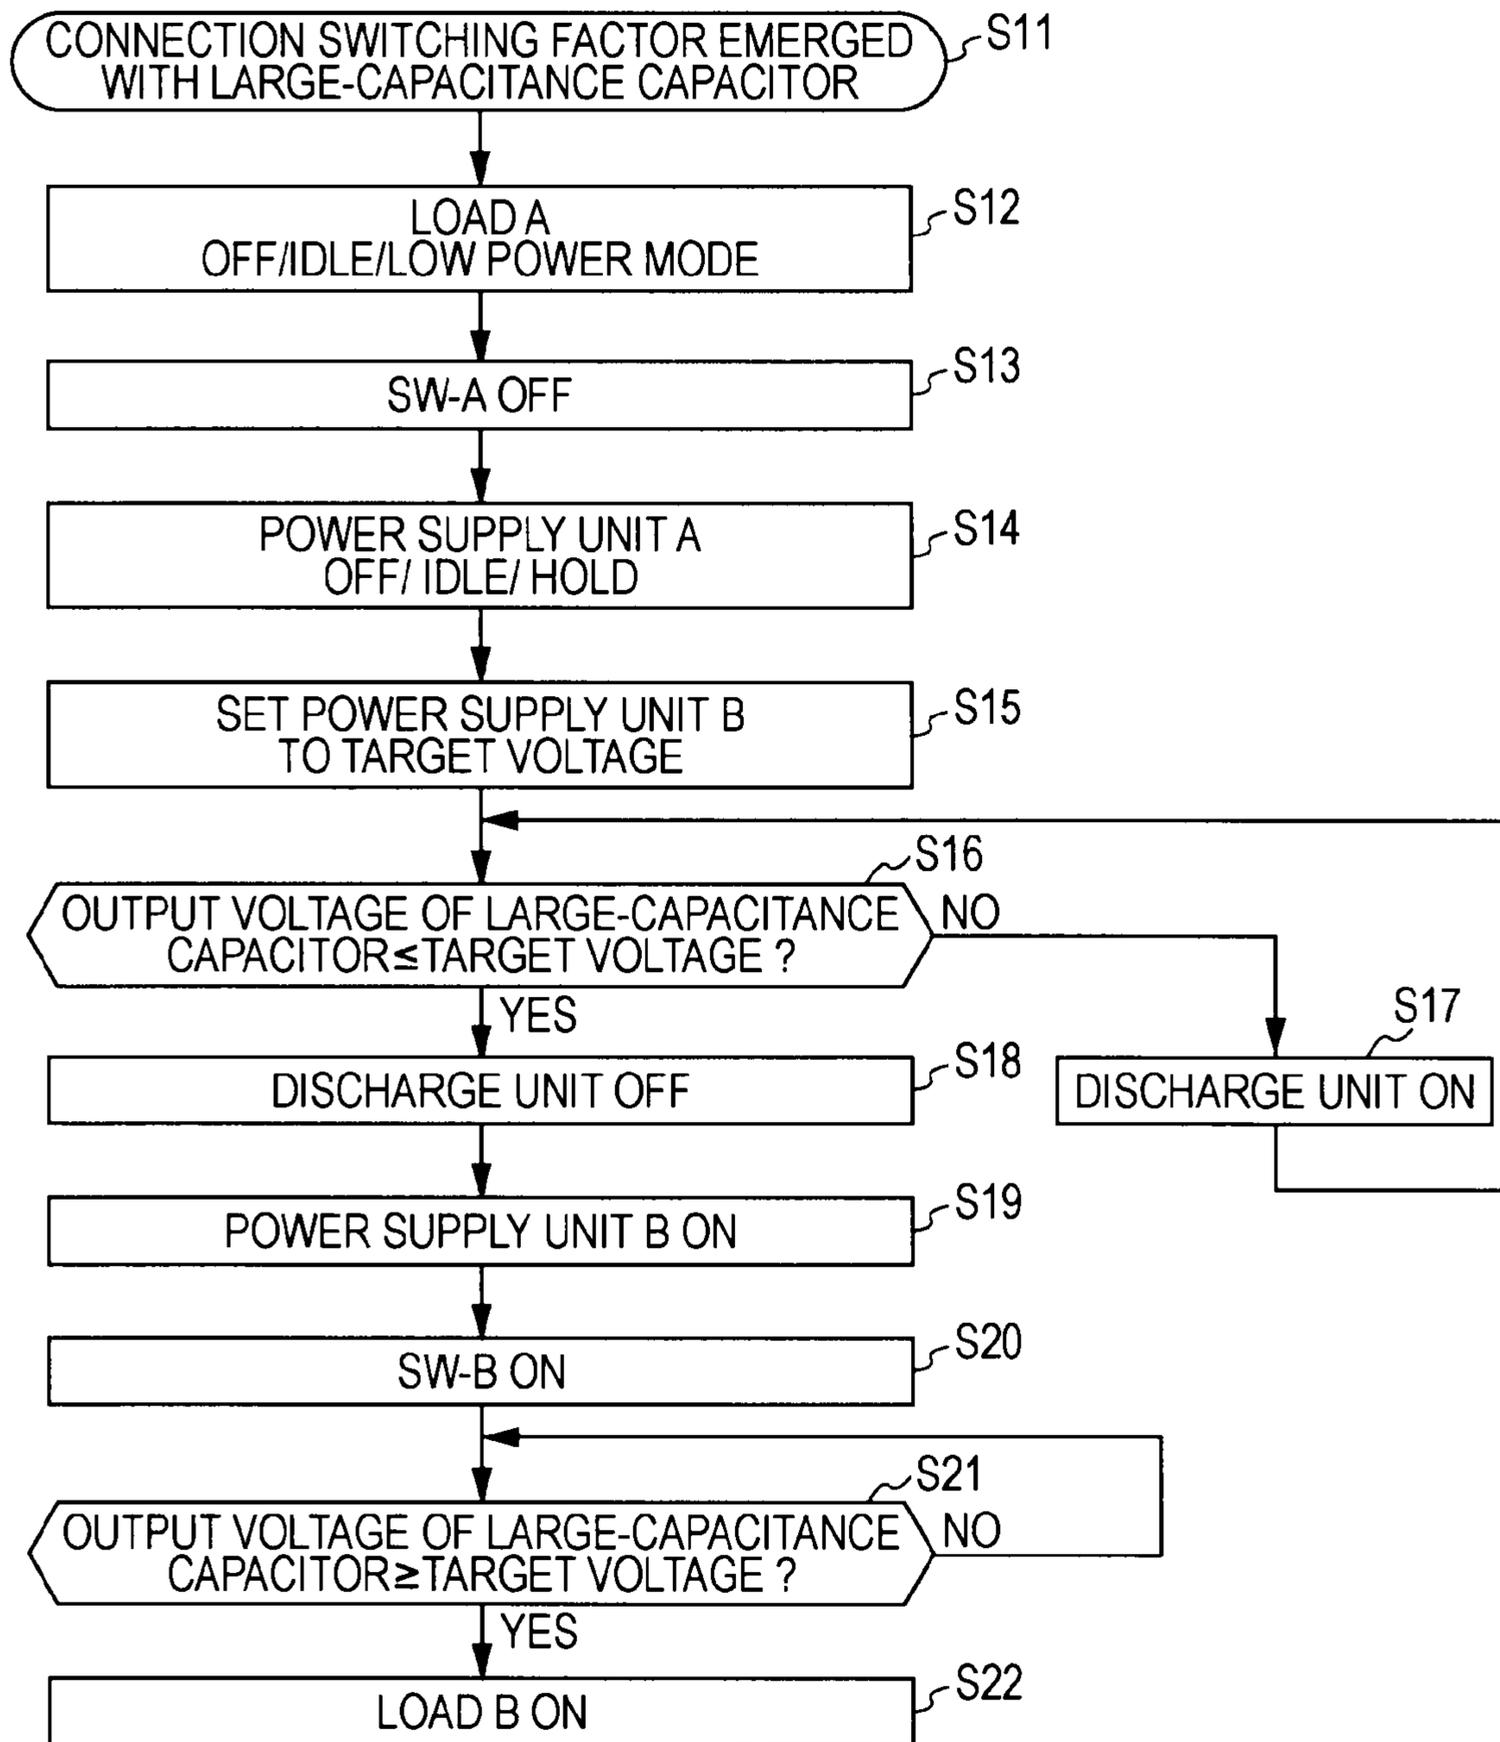 CONNECTION SWITCHING FACTOR EMERGED
WITH LARGE-CAPACITANCE CAPACITOR
S11
LOAD A
OFF/IDLE/LOW POWER MODE
S12
SW-A OFF
S13
POWER SUPPLY UNIT A
OFF/ IDLE/ HOLD
S14
SET POWER SUPPLY UNIT B
TO TARGET VOLTAGE
S15
S16
OUTPUT VOLTAGE OF LARGE-CAPACITANCE
CAPACITOR≦TARGET VOLTAGE ?
NO
YES
S17
DISCHARGE UNIT ON
DISCHARGE UNIT OFF
S18
POWER SUPPLY UNIT B ON
S19
SW-B ON
S20
S21
OUTPUT VOLTAGE OF LARGE-CAPACITANCE
CAPACITOR≧TARGET VOLTAGE ?
NO
YES
LOAD B ON
S22